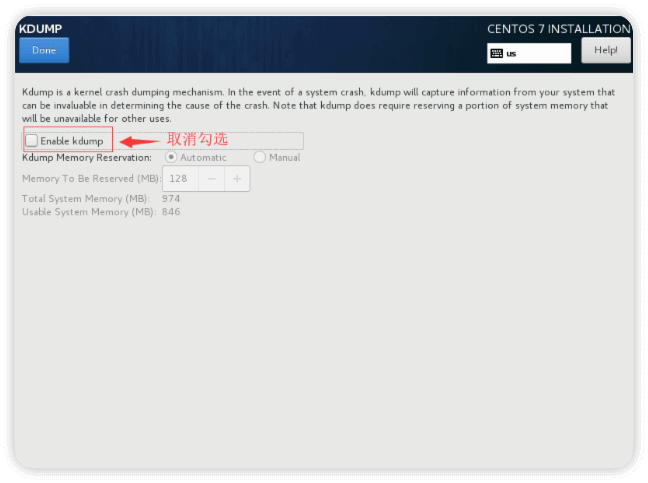 KDUMP
CENTOS 7 INSTALLATION
Done
us
Help!
Kdump is a kernel crash dumping mechanism. In the event of a system crash, kdump will capture information from your system that
can be invaluable in determining the cause of the crash. Note that kdump does require reserving a portion of system memory that
will be unavailable for other uses.
Enable kdump 取消勾选
Kdump Memory Reservation: Automatic Manual
Memory To Be Reserved (MB): 128 − +
Total System Memory (MB): 974
Usable System Memory (MB): 846